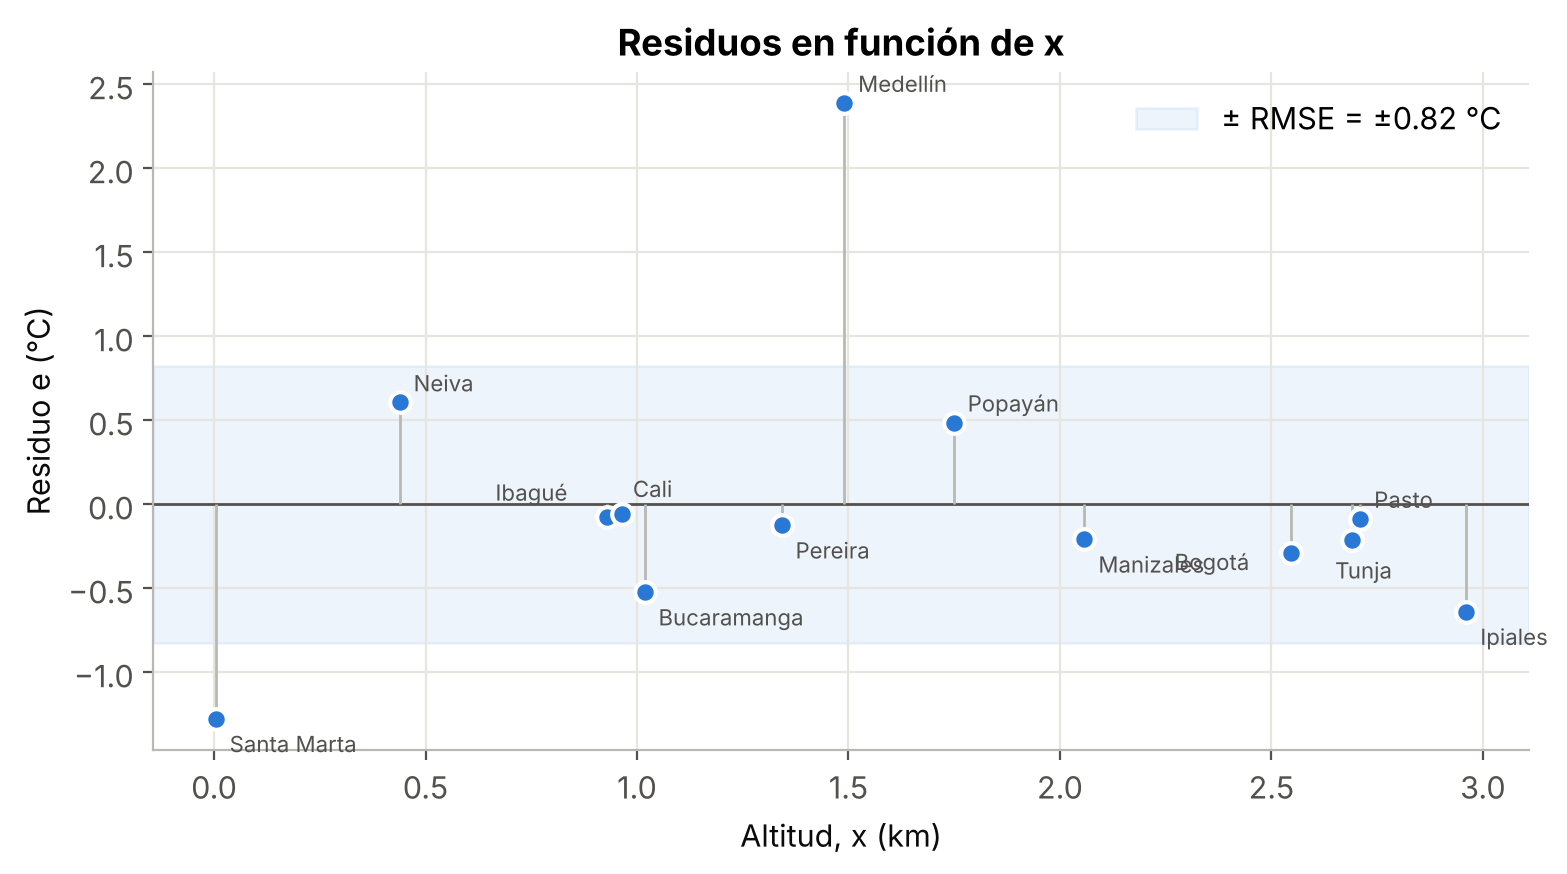 Residuos en función de x
± RMSE = ±0.82 °C
Residuo e (°C)
2.5
2.0
1.5
1.0
0.5
0.0
−0.5
−1.0
Medellín
Neiva
Popayán
Ibagué
Cali
Pasto
Pereira
Manizales
Bogotá
Tunja
Bucaramanga
Ipiales
Santa Marta
0.0
0.5
1.0
1.5
2.0
2.5
3.0
Altitud, x (km)